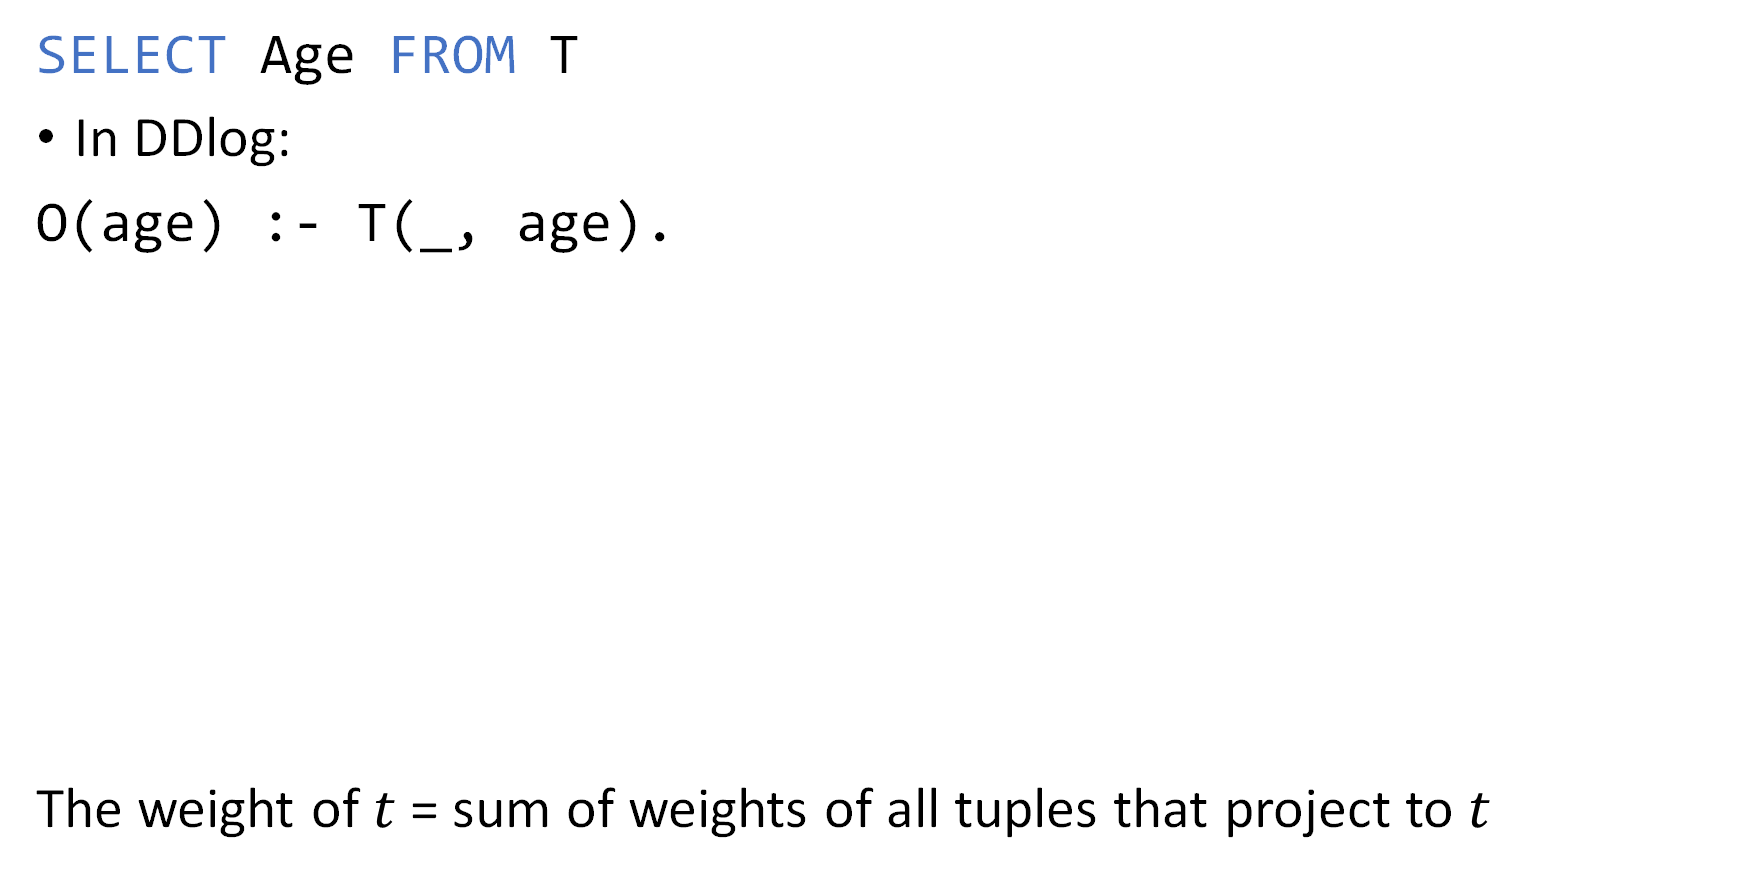 SELECT Age FROM T
• In DDlog:
O(age) :- T(_, age).
The weight of t = sum of weights of all tuples that project to t